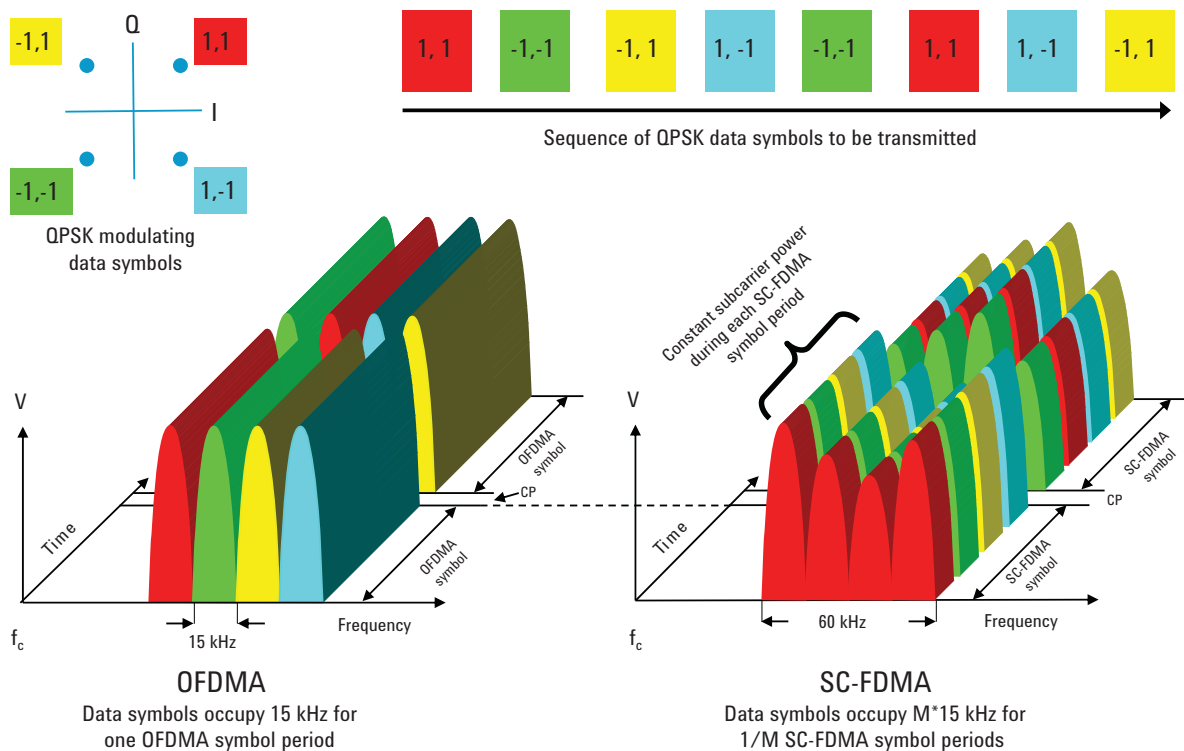 -1,1
Q
1,1
I
-1,-1
1,-1
QPSK modulating
data symbols
1, 1
-1,-1
-1, 1
1, -1
-1,-1
1, 1
1, -1
-1, 1
Sequence of QPSK data symbols to be transmitted
V
Time
OFDMA
symbol
CP
OFDMA
symbol
15 kHz
Frequency
fc
OFDMA
Data symbols occupy 15 kHz for
one OFDMA symbol period
Constant subcarrier power
during each SC-FDMA
symbol period
V
Time
SC-FDMA
symbol
CP
SC-FDMA
symbol
60 kHz
Frequency
fc
SC-FDMA
Data symbols occupy M*15 kHz for
1/M SC-FDMA symbol periods